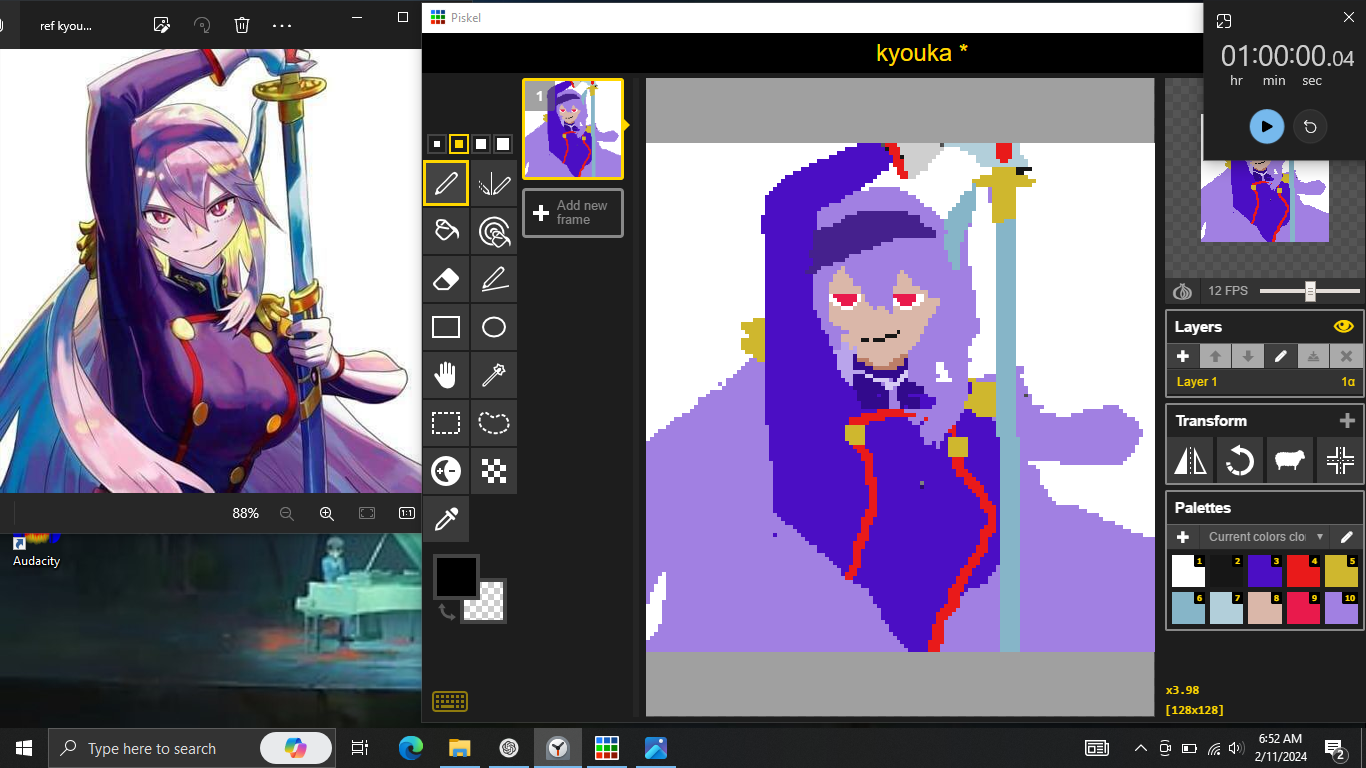 ref kyou...
Piskel
kyouka *
01:00:00.04
hr min sec
1
Add new
frame
12 FPS
Layers
Layer 1
1α
Transform
Palettes
Current colors clo
1 2 3 4 5
6 7 8 9 10
x3.98
[128x128]
88%
1:1
Audacity
Type here to search
6:52 AM
2/11/2024
2